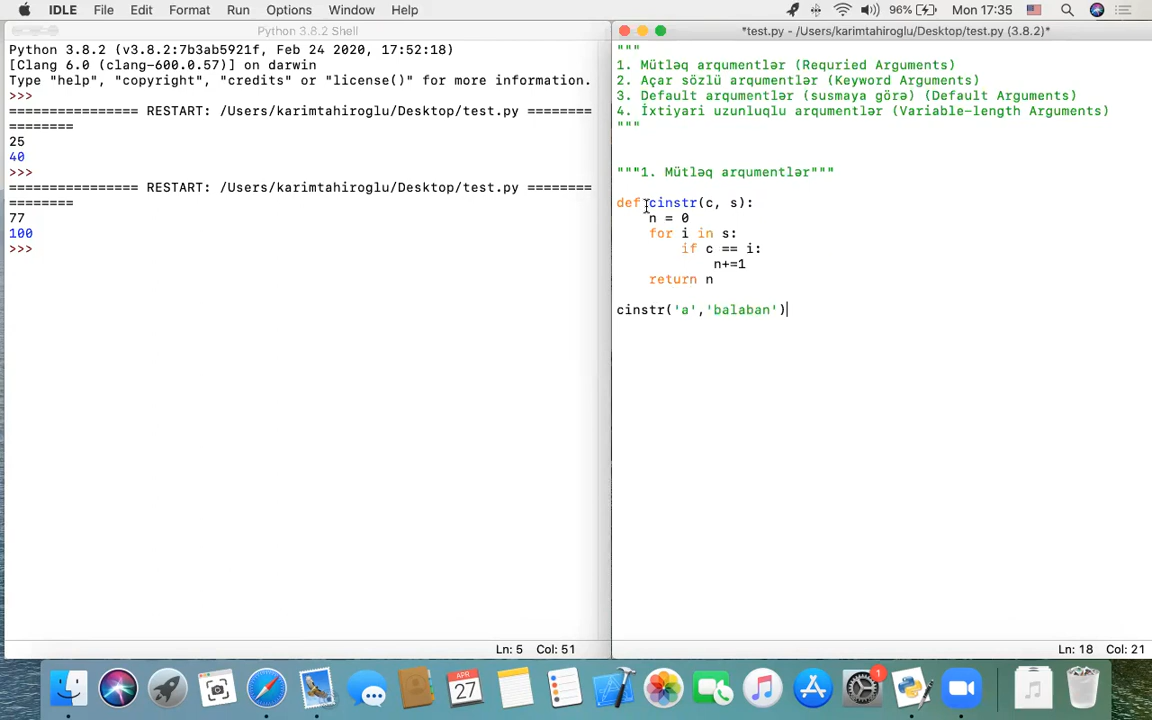 IDLE File Edit Format Run Options Window Help 96% Mon 17:35
Python 3.8.2 Shell
Python 3.8.2 (v3.8.2:7b3ab5921f, Feb 24 2020, 17:52:18)
[Clang 6.0 (clang-600.0.57)] on darwin
Type "help", "copyright", "credits" or "license()" for more information.
>>>
================ RESTART: /Users/karimtahiroglu/Desktop/test.py ========
========
25
40
>>>
================ RESTART: /Users/karimtahiroglu/Desktop/test.py ========
========
77
100
>>>
Ln: 5 Col: 51
*test.py - /Users/karimtahiroglu/Desktop/test.py (3.8.2)*
"""
1. Mütləq arqumentlər (Requried Arguments)
2. Açar sözlü arqumentlər (Keyword Arguments)
3. Default arqumentlər (susmaya görə) (Default Arguments)
4. İxtiyari uzunluqlu arqumentlər (Variable-length Arguments)
"""
"""1. Mütləq arqumentlər"""
def cinstr(c, s):
n = 0
for i in s:
if c == i:
n+=1
return n
cinstr('a','balaban')
Ln: 18 Col: 21
APR
27
1